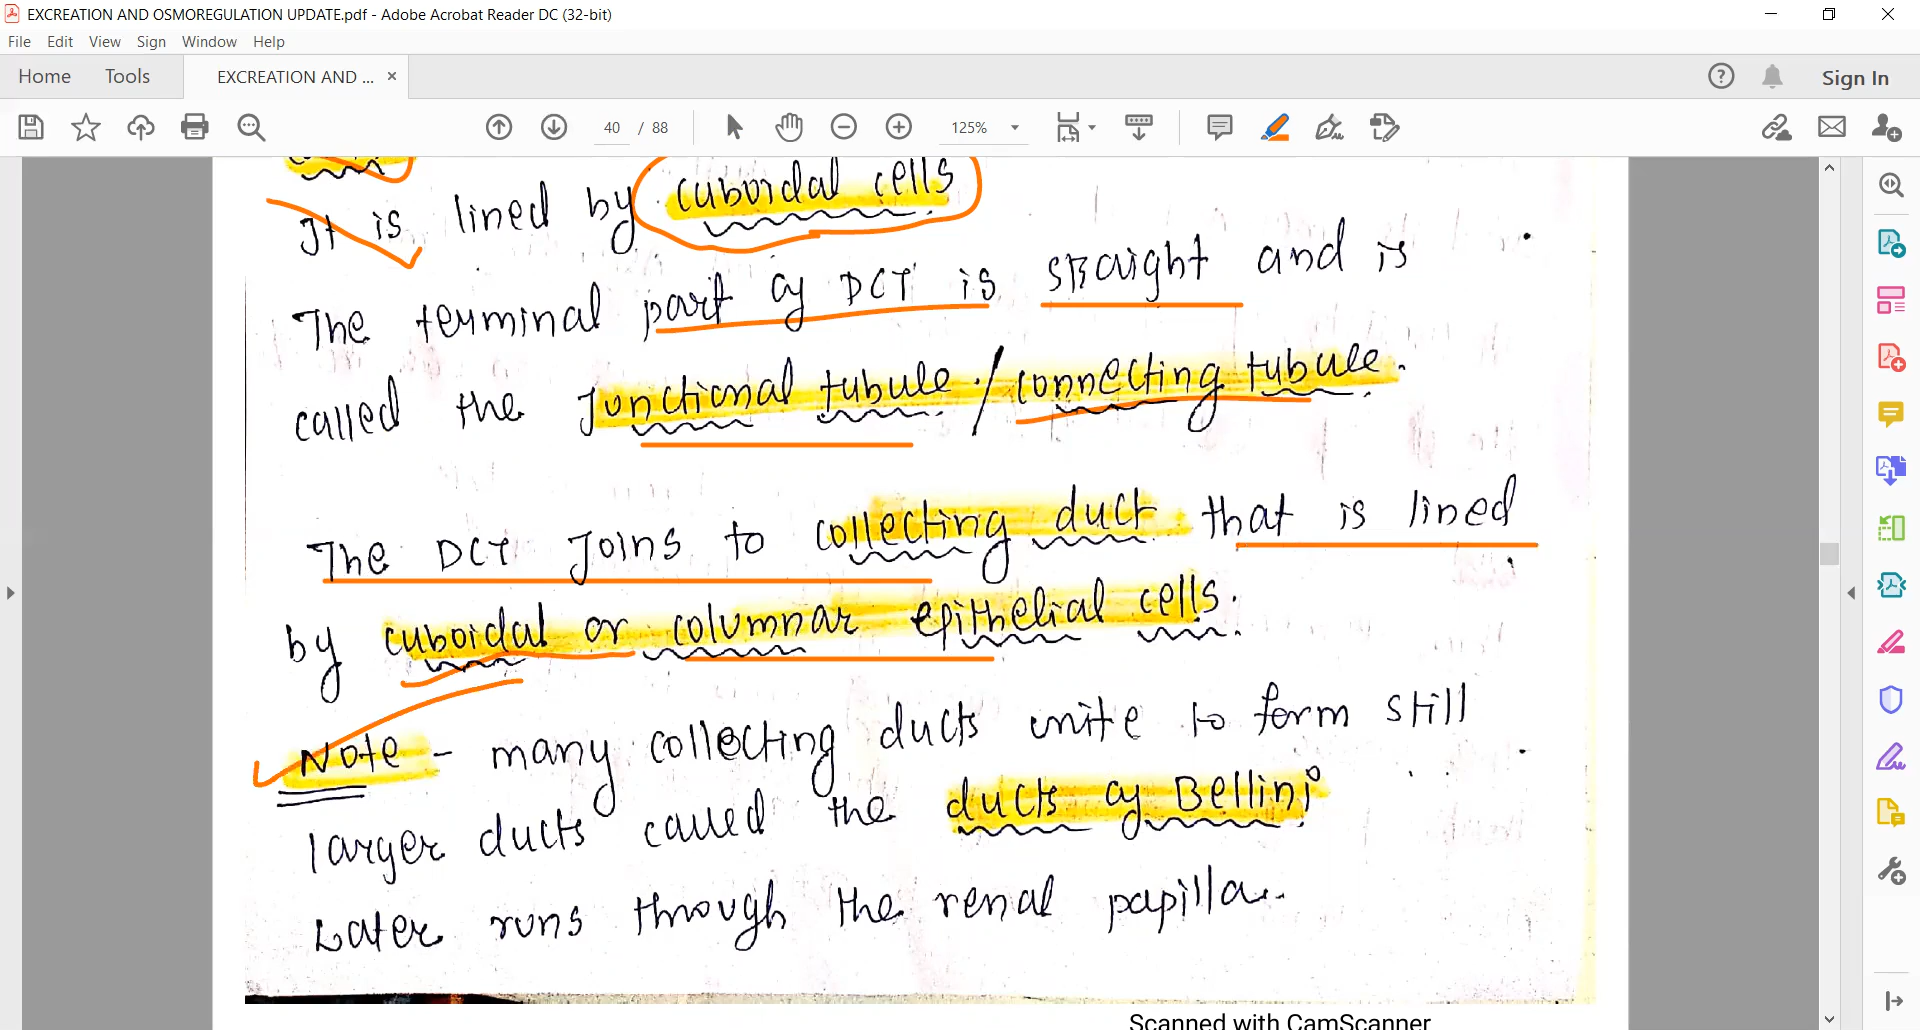 EXCREATION AND OSMOREGULATION UPDATE.pdf - Adobe Acrobat Reader DC (32-bit)
File Edit View Sign Window Help
Home Tools EXCREATION AND ... × Sign In
40 / 88 125%
It is lined by cuboidal cells
The terminal part of DCT is straight and is
called the Junctional tubule / connecting tubule.
The DCT Joins to collecting duct that is lined
by cuboidal or columnar epithelial cells.
Note - many collecting ducts unite to form still
larger ducts called the ducts of Bellini
Later runs through the renal papilla.
Scanned with CamScanner